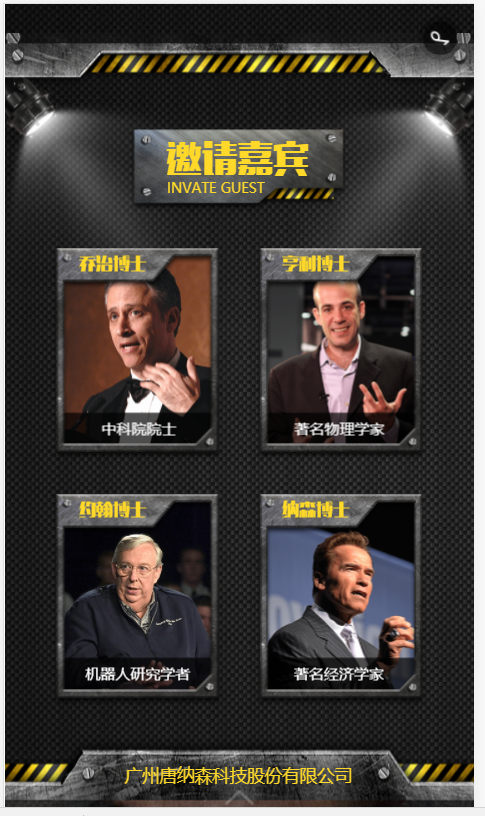 邀请嘉宾
INVATE GUEST
乔治博士
亨利博士
中科院院士
著名物理学家
约翰博士
纳森博士
机器人研究学者
著名经济学家
广州唐纳森科技股份有限公司